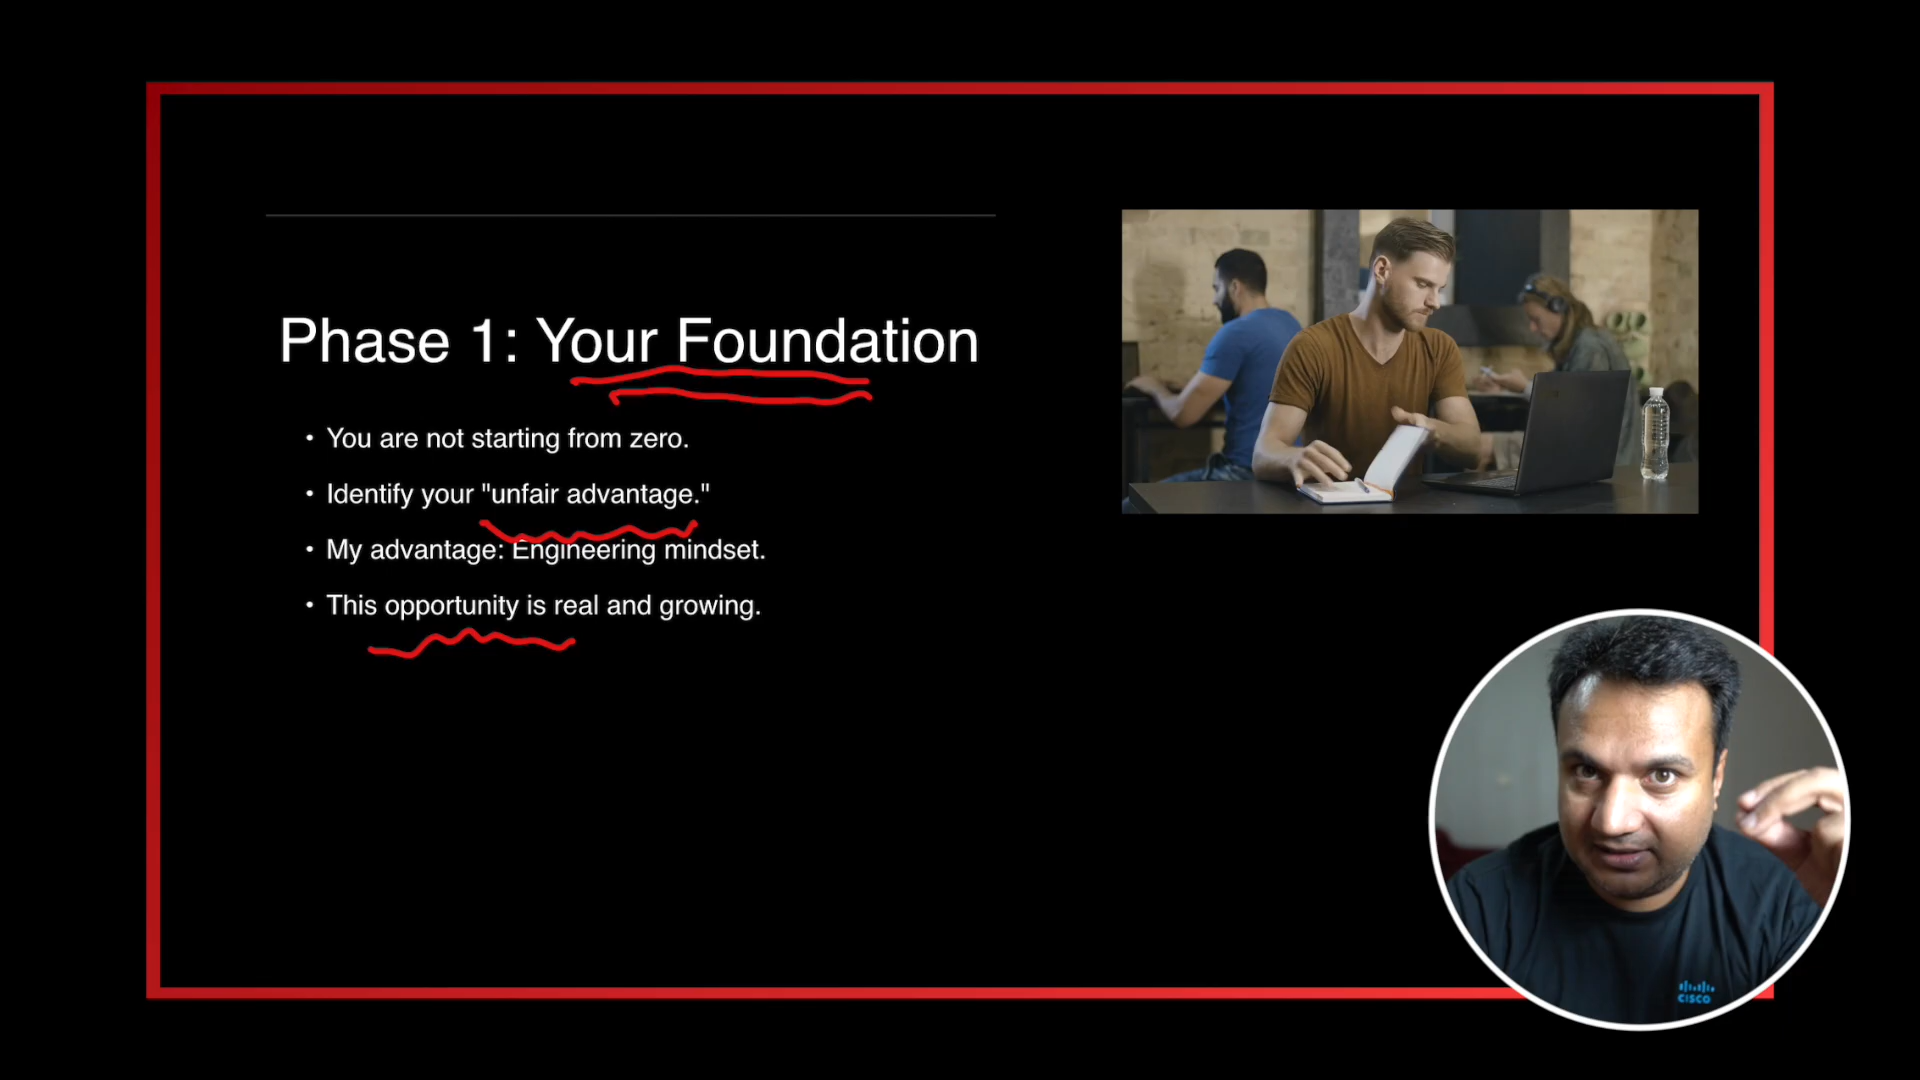 Phase 1: Your Foundation
• You are not starting from zero.
• Identify your "unfair advantage."
• My advantage: Engineering mindset.
• This opportunity is real and growing.
CISCO